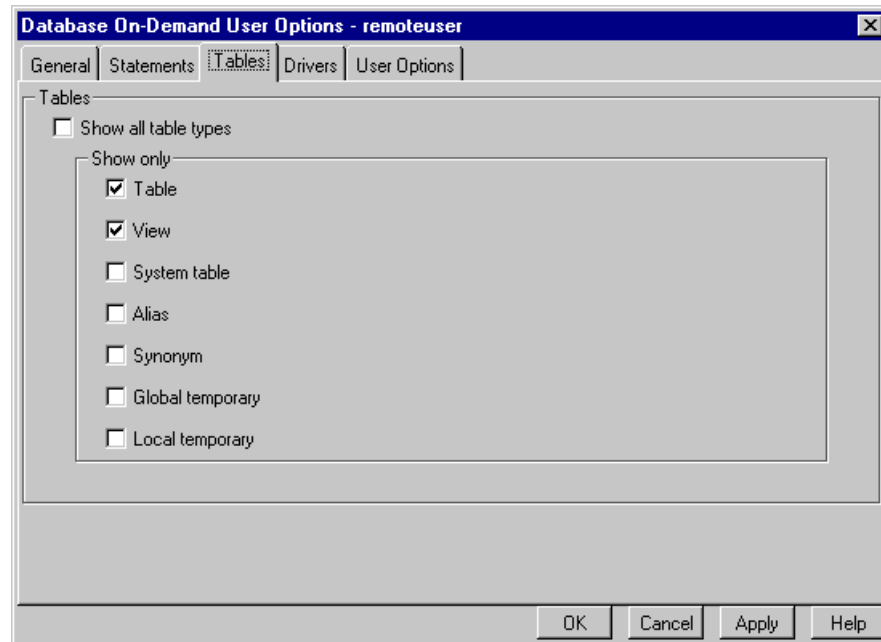 Database On-Demand User Options - remoteuser
General Statements Tables Drivers User Options
Tables
Show all table types
Show only
Table
View
System table
Alias
Synonym
Global temporary
Local temporary
OK Cancel Apply Help